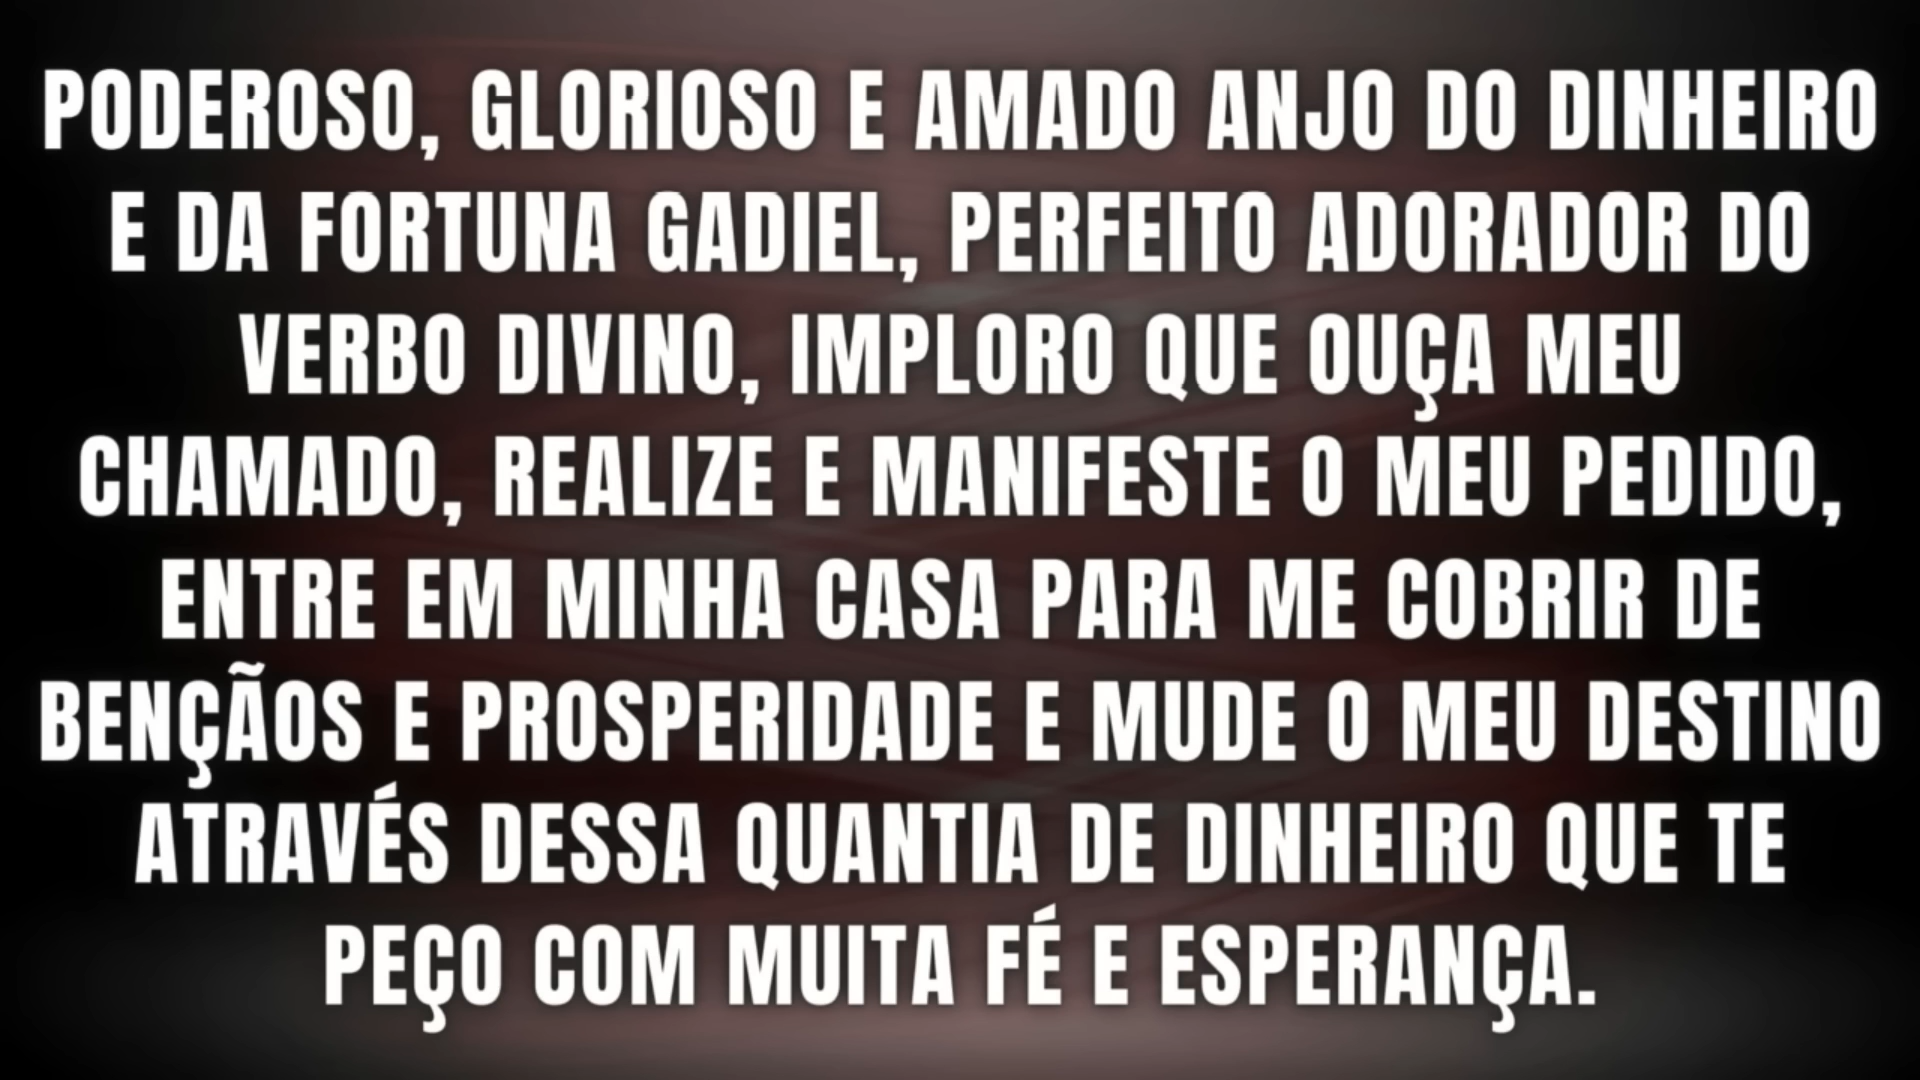 PODEROSO, GLORIOSO E AMADO ANJO DO DINHEIRO
E DA FORTUNA GADIEL, PERFEITO ADORADOR DO
VERBO DIVINO, IMPLORO QUE OUÇA MEU
CHAMADO, REALIZE E MANIFESTE O MEU PEDIDO,
ENTRE EM MINHA CASA PARA ME COBRIR DE
BENÇÃOS E PROSPERIDADE E MUDE O MEU DESTINO
ATRAVÉS DESSA QUANTIA DE DINHEIRO QUE TE
PEÇO COM MUITA FÉ E ESPERANÇA.